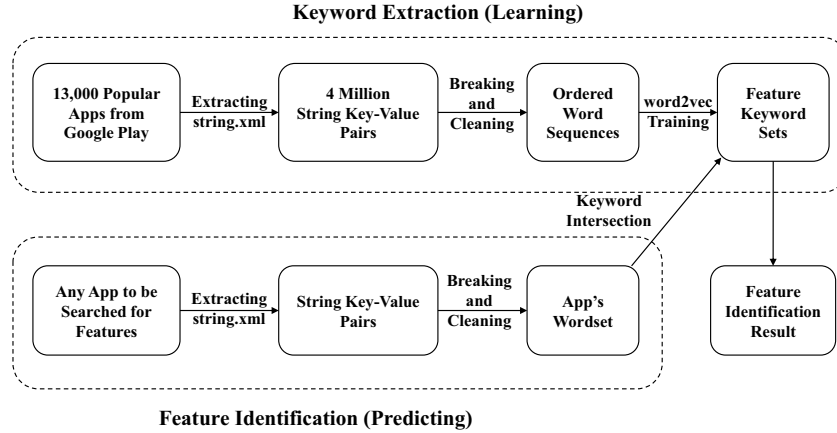 Keyword Extraction (Learning)
13,000 Popular
Apps from
Google Play
Extracting
string.xml
4 Million
String Key-Value
Pairs
Breaking
and
Cleaning
Ordered
Word
Sequences
word2vec
Training
Feature
Keyword
Sets
Keyword
Intersection
Any App to be
Searched for
Features
Extracting
string.xml
String Key-Value
Pairs
Breaking
and
Cleaning
App's
Wordset
Feature
Identification
Result
Feature Identification (Predicting)